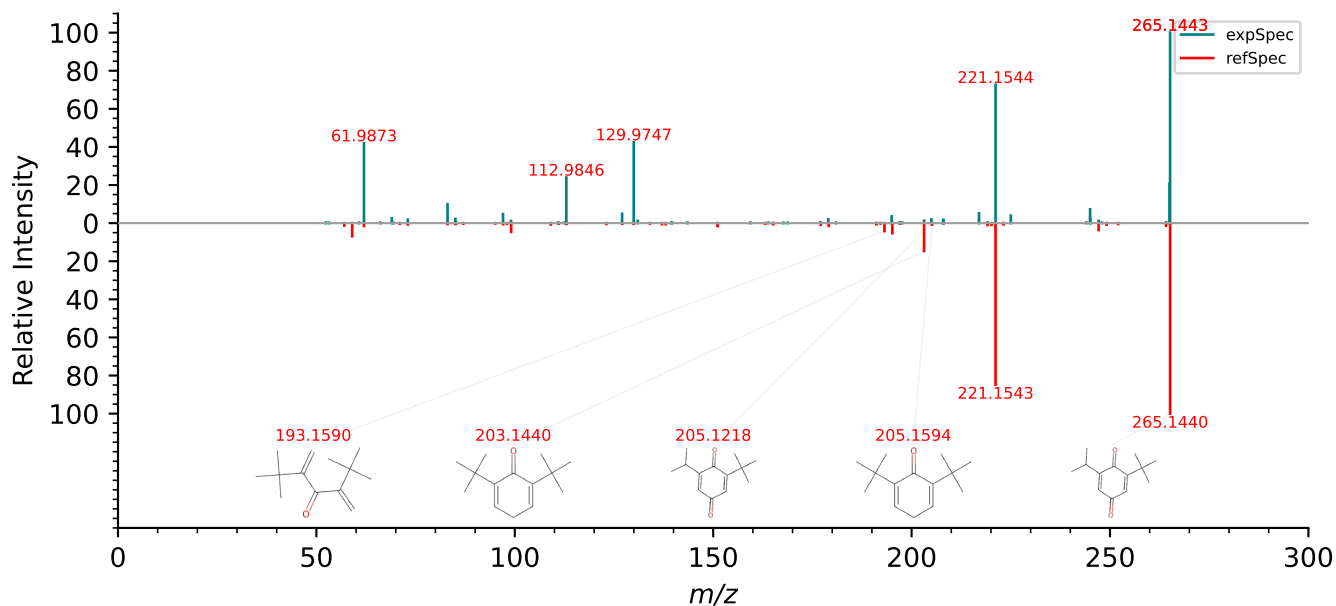 265.1443
expSpec
refSpec
221.1544
61.9873
129.9747
112.9846
100
80
60
40
20
0
20
40
60
80
100
Relative Intensity
221.1543
265.1440
193.1590
203.1440
205.1218
205.1594
O
O
O
O
O
O
O
0
50
100
150
200
250
300
m/z